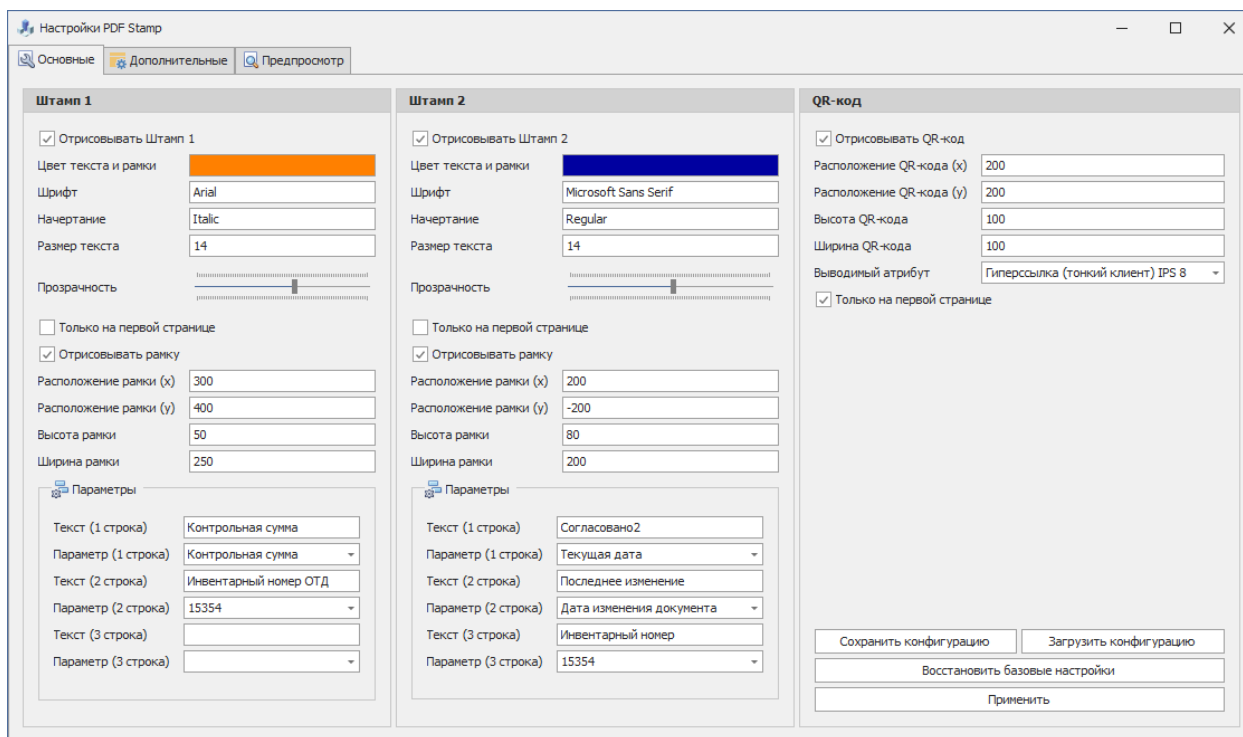 Настройки PDF Stamp
Основные
Дополнительные
Предпросмотр
Штамп 1
Отрисовывать Штамп 1
Цвет текста и рамки
Шрифт Arial
Начертание Italic
Размер текста 14
Прозрачность
Только на первой странице
Отрисовывать рамку
Расположение рамки (x) 300
Расположение рамки (y) 400
Высота рамки 50
Ширина рамки 250
Параметры
Текст (1 строка) Контрольная сумма
Параметр (1 строка) Контрольная сумма
Текст (2 строка) Инвентарный номер ОТД
Параметр (2 строка) 15354
Текст (3 строка)
Параметр (3 строка)
Штамп 2
Отрисовывать Штамп 2
Цвет текста и рамки
Шрифт Microsoft Sans Serif
Начертание Regular
Размер текста 14
Прозрачность
Только на первой странице
Отрисовывать рамку
Расположение рамки (x) 200
Расположение рамки (y) -200
Высота рамки 80
Ширина рамки 200
Параметры
Текст (1 строка) Согласовано2
Параметр (1 строка) Текущая дата
Текст (2 строка) Последнее изменение
Параметр (2 строка) Дата изменения документа
Текст (3 строка) Инвентарный номер
Параметр (3 строка) 15354
QR-код
Отрисовывать QR-код
Расположение QR-кода (x) 200
Расположение QR-кода (y) 200
Высота QR-кода 100
Ширина QR-кода 100
Выводимый атрибут Гиперссылка (тонкий клиент) IPS 8
Только на первой странице
Сохранить конфигурацию
Загрузить конфигурацию
Восстановить базовые настройки
Применить